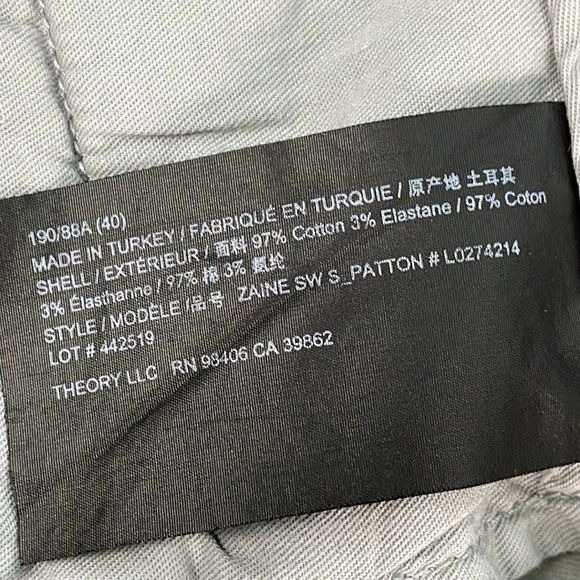 190/88A (40)
MADE IN TURKEY / FABRIQUÉ EN TURQUIE / 原产地 土耳其
SHELL / EXTÉRIEUR / 面料 97% Cotton 3% Elastane / 97% Coton
3% Élasthanne / 97% 棉 3% 氨纶
STYLE / MODÈLE / 品号 ZAINE SW S_PATTON # L0274214
LOT # 442519
THEORY LLC RN 98406 CA 39862